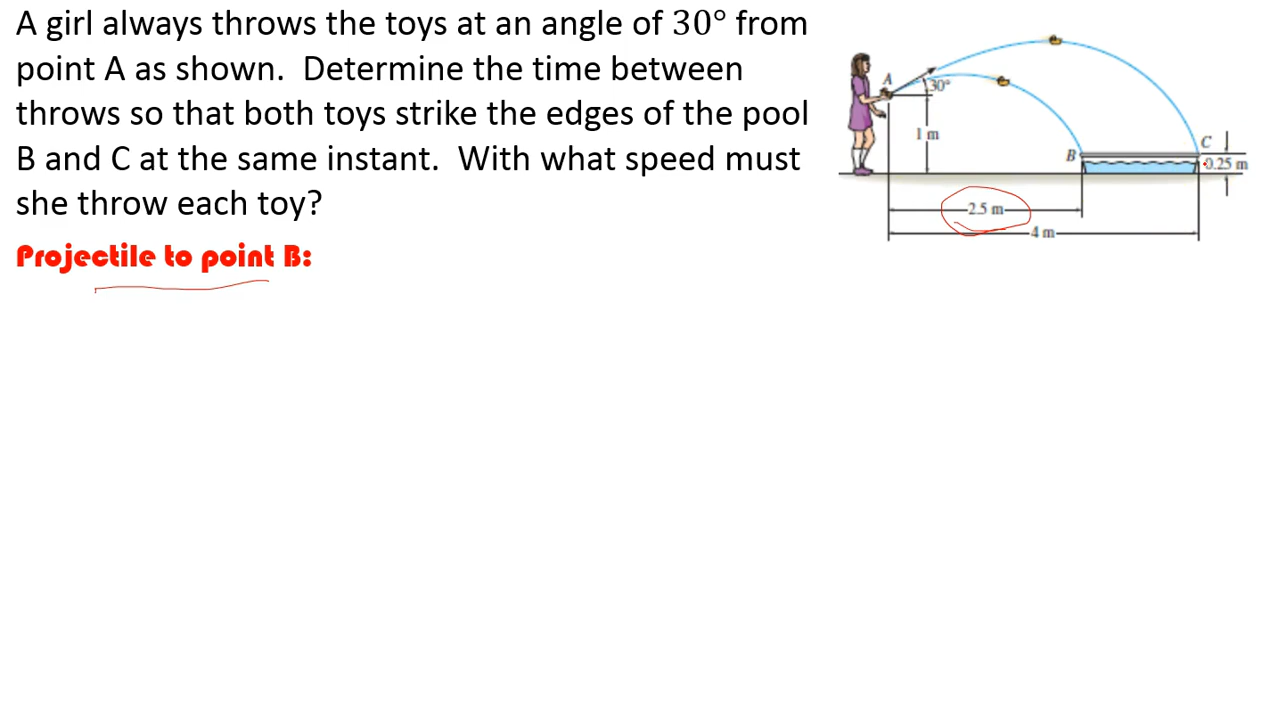 A girl always throws the toys at an angle of 30° from
point A as shown. Determine the time between
throws so that both toys strike the edges of the pool
B and C at the same instant. With what speed must
she throw each toy?
Projectile to point B:
A
30°
1 m
B
C
0.25 m
2.5 m
4 m